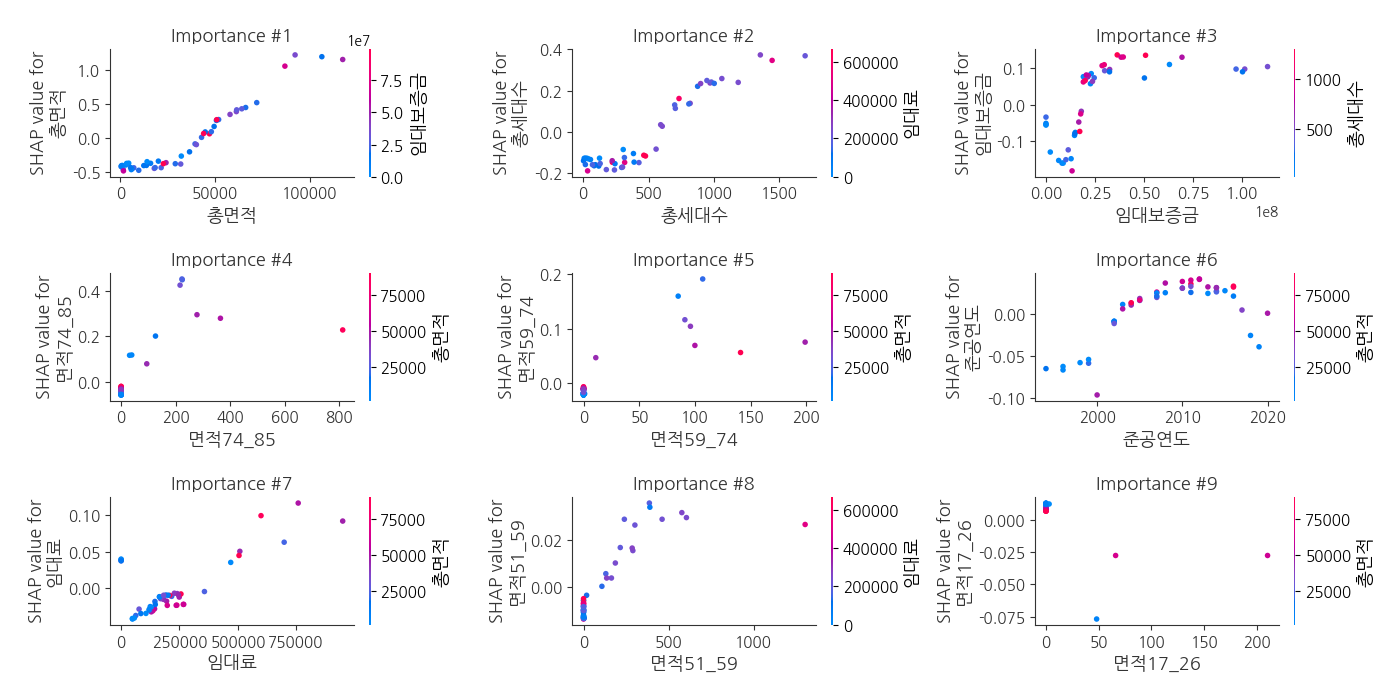 Importance #1
1e7
SHAP value for
총면적
1.0
0.5
0.0
-0.5
0
50000
100000
총면적
7.5
5.0
2.5
0.0
임대보증금
Importance #2
SHAP value for
총세대수
0.4
0.2
0.0
-0.2
0
500
1000
1500
총세대수
600000
400000
200000
0
임대료
Importance #3
SHAP value for
임대보증금
0.1
0.0
-0.1
0.00
0.25
0.50
0.75
1.00
1e8
임대보증금
1000
500
총세대수
Importance #4
SHAP value for
면적74_85
0.4
0.2
0.0
0
200
400
600
800
면적74_85
75000
50000
25000
총면적
Importance #5
SHAP value for
면적59_74
0.2
0.1
0.0
0
50
100
150
200
면적59_74
75000
50000
25000
총면적
Importance #6
SHAP value for
준공연도
0.00
-0.05
-0.10
2000
2010
2020
준공연도
75000
50000
25000
총면적
Importance #7
SHAP value for
임대료
0.10
0.05
0.00
0
250000
500000
750000
임대료
75000
50000
25000
총면적
Importance #8
SHAP value for
면적51_59
0.02
0.00
0
500
1000
면적51_59
600000
400000
200000
0
임대료
Importance #9
SHAP value for
면적17_26
0.000
-0.025
-0.050
-0.075
0
50
100
150
200
면적17_26
75000
50000
25000
총면적